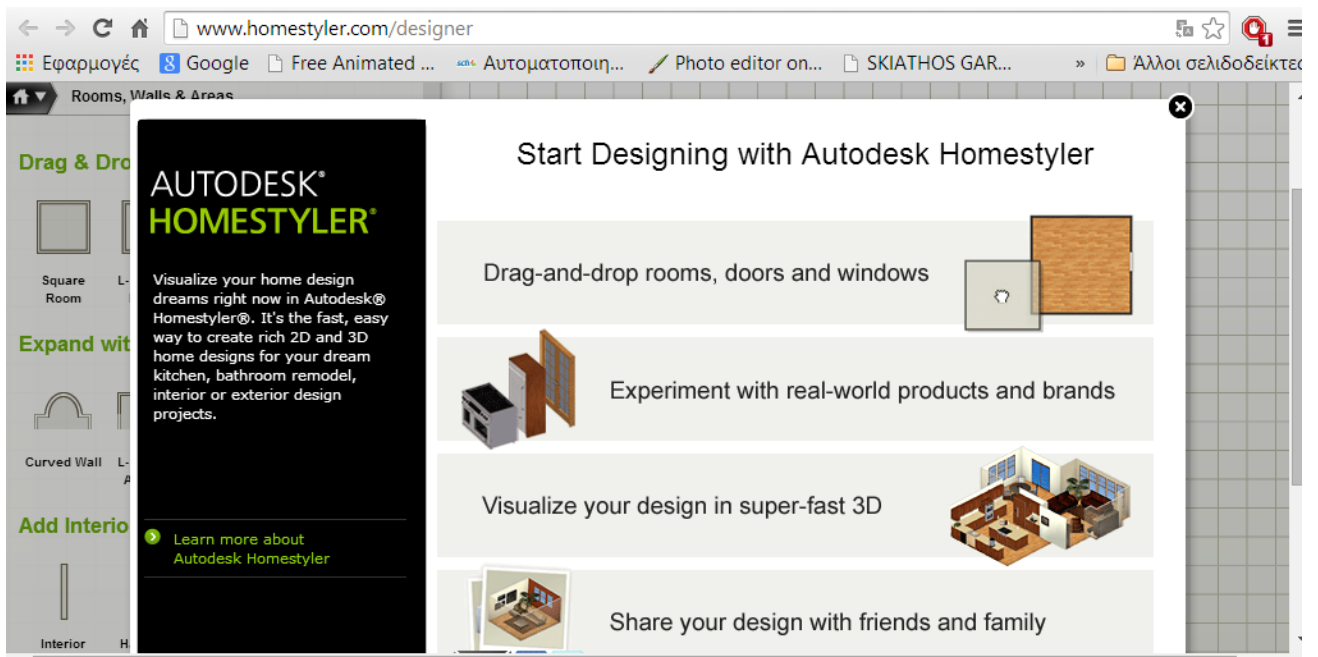 www.homestyler.com/designer
1
Εφαρμογές
8 Google
Free Animated ...
Αυτοματοποιη...
Photo editor on...
SKIATHOS GAR...
»
Άλλοι σελιδοδείκτες
Rooms, Walls & Areas
Drag & Dro
Square
Room
L-
Expand wit
Curved Wall
L-
A
Add Interio
Interior
H
AUTODESK®
HOMESTYLER®
Visualize your home design
dreams right now in Autodesk®
Homestyler®. It's the fast, easy
way to create rich 2D and 3D
home designs for your dream
kitchen, bathroom remodel,
interior or exterior design
projects.
Learn more about
Autodesk Homestyler
Start Designing with Autodesk Homestyler
Drag-and-drop rooms, doors and windows
Experiment with real-world products and brands
Visualize your design in super-fast 3D
Share your design with friends and family